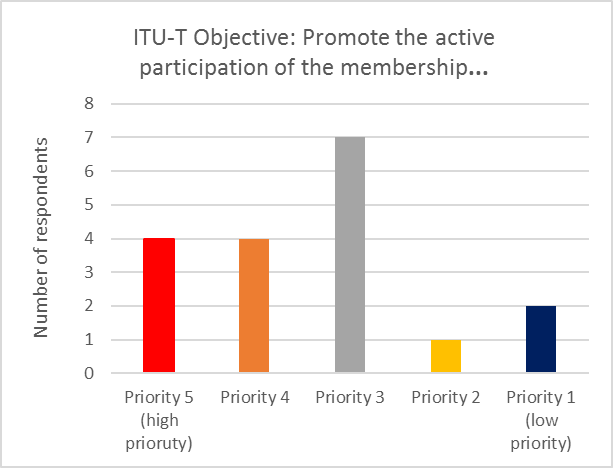 ITU-T Objective: Promote the active
participation of the membership...
8
7
6
5
4
3
2
1
0
Number of respondents
Priority 5
(high
prioruty)
Priority 4
Priority 3
Priority 2
Priority 1
(low
priority)